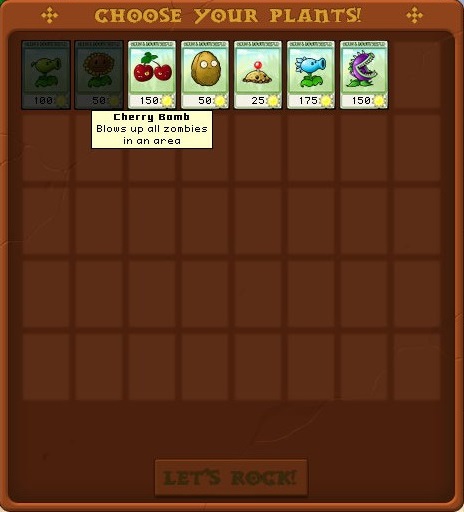 CHOOSE YOUR PLANTS!
100
50
150
50
25
175
150
Cherry Bomb
Blows up all zombies
in an area
LET'S ROCK!